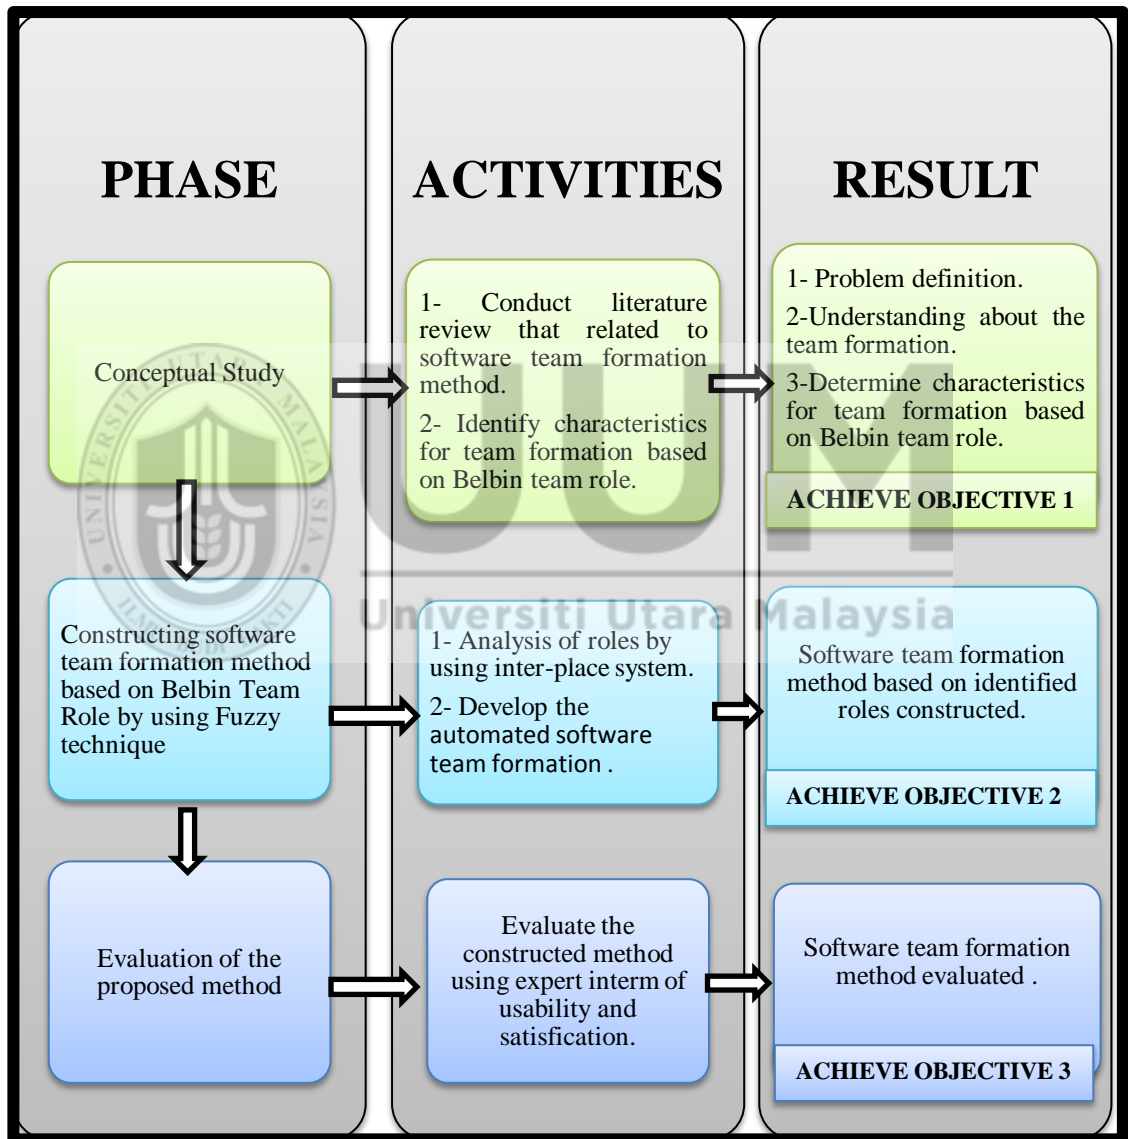 PHASE
ACTIVITIES
RESULT
Conceptual Study
1- Conduct literature
review that related to
software team formation
method.
2- Identify characteristics
for team formation based
on Belbin team role.
1- Problem definition.
2-Understanding about the
team formation.
3-Determine characteristics
for team formation based
on Belbin team role.
ACHIEVE OBJECTIVE 1
UNIVERSITI UTARA MALAYSIA
UUM
Universiti Utara Malaysia
Constructing software
team formation method
based on Belbin Team
Role by using Fuzzy
technique
1- Analysis of roles by
using inter-place system.
2- Develop the
automated software
team formation .
Software team formation
method based on identified
roles constructed.
ACHIEVE OBJECTIVE 2
Evaluation of the
proposed method
Evaluate the
constructed method
using expert interm of
usability and
satisfication.
Software team formation
method evaluated .
ACHIEVE OBJECTIVE 3